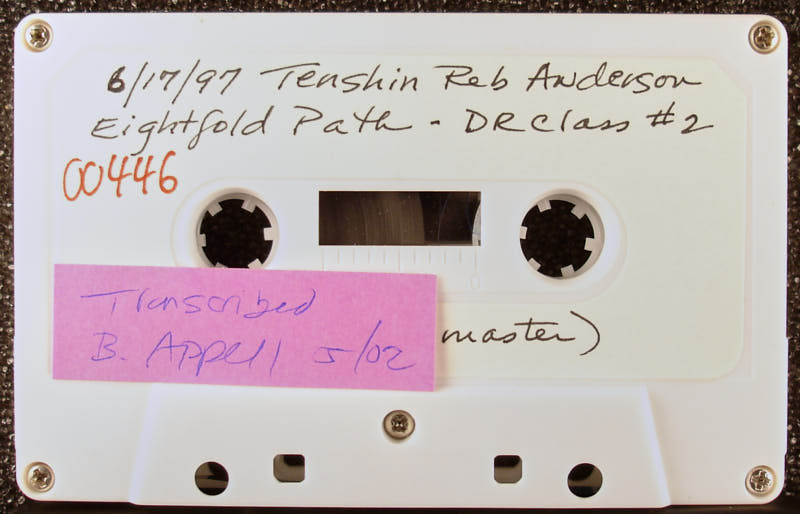 6/17/97 Tenshin Reb Anderson
Eightfold Path - DR Class #2
00446
Transcribed
B. Appell 5/02
master)